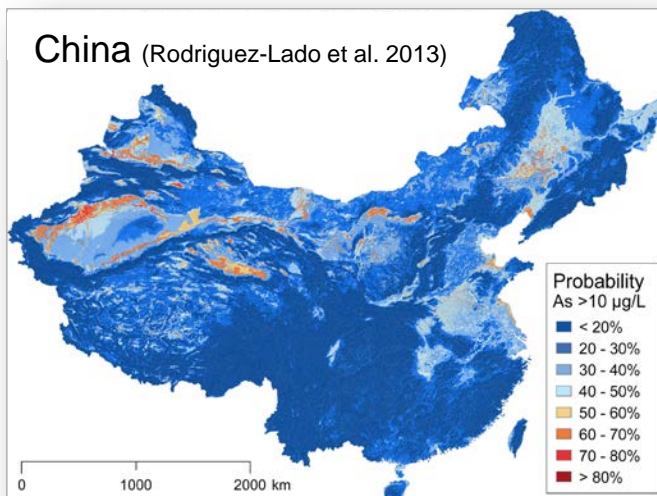 China (Rodriguez-Lado et al. 2013)
Probability
As >10 µg/L
< 20%
20 - 30%
30 - 40%
40 - 50%
50 - 60%
60 - 70%
70 - 80%
> 80%
0 1000 2000 km